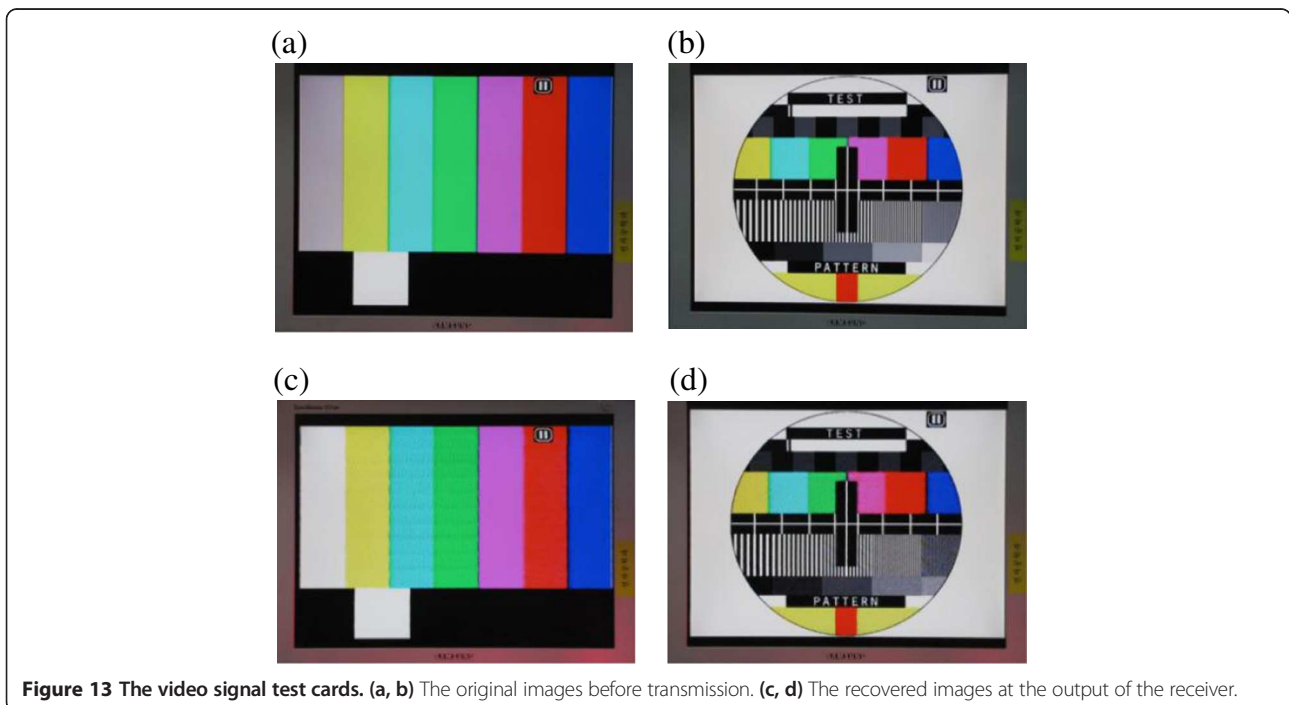 (a)
(b)
TEST
PATTERN
(c)
(d)
TEST
PATTERN
Figure 13 The video signal test cards. (a, b) The original images before transmission. (c, d) The recovered images at the output of the receiver.